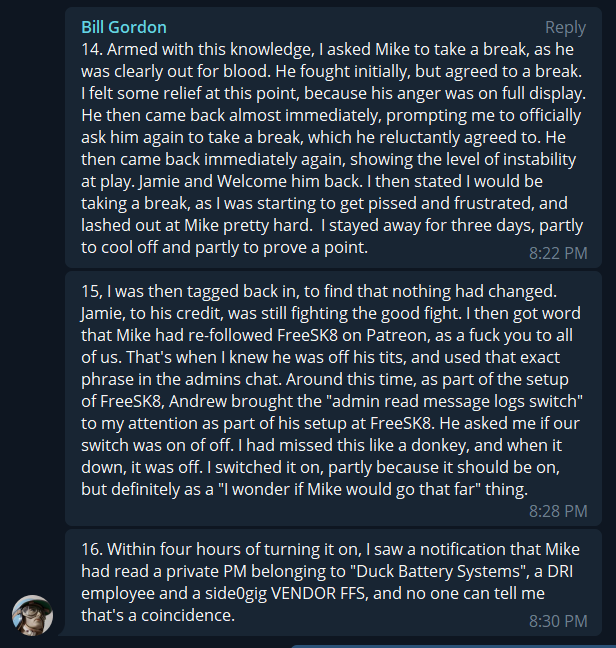 Bill Gordon Reply
14. Armed with this knowledge, I asked Mike to take a break, as he
was clearly out for blood. He fought initially, but agreed to a break.
I felt some relief at this point, because his anger was on full display.
He then came back almost immediately, prompting me to officially
ask him again to take a break, which he reluctantly agreed to. He
then came back immediately again, showing the level of instability
at play. Jamie and Welcome him back. I then stated I would be
taking a break, as I was starting to get pissed and frustrated, and
lashed out at Mike pretty hard.  I stayed away for three days, partly
to cool off and partly to prove a point.
8:22 PM
15, I was then tagged back in, to find that nothing had changed.
Jamie, to his credit, was still fighting the good fight. I then got word
that Mike had re-followed FreeSK8 on Patreon, as a fuck you to all
of us. That's when I knew he was off his tits, and used that exact
phrase in the admins chat. Around this time, as part of the setup
of FreeSK8, Andrew brought the "admin read message logs switch"
to my attention as part of his setup at FreeSK8. He asked me if our
switch was on of off. I had missed this like a donkey, and when it
down, it was off. I switched it on, partly because it should be on,
but definitely as a "I wonder if Mike would go that far" thing.
8:28 PM
16. Within four hours of turning it on, I saw a notification that Mike
had read a private PM belonging to "Duck Battery Systems", a DRI
employee and a side0gig VENDOR FFS, and no one can tell me
that's a coincidence.
8:30 PM